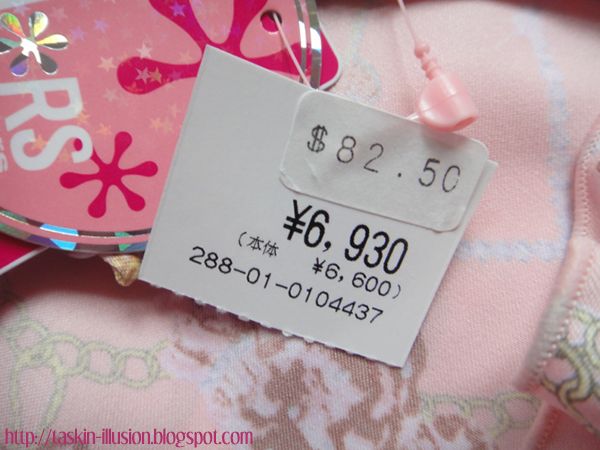 RS
$82.50
¥6,930
(本体 ¥6,600)
288-01-0104437
http://taskin-illusion.blogspot.com